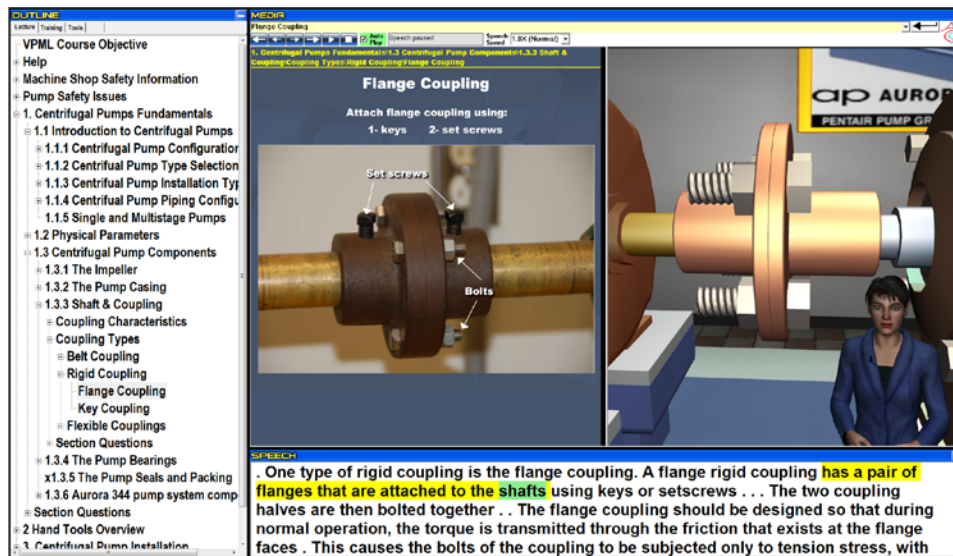 OUTLINE
Lecture Training Tools
VPML Course Objective
Help
Machine Shop Safety Information
Pump Safety Issues
1. Centrifugal Pumps Fundamentals
1.1 Introduction to Centrifugal Pumps
1.1.1 Centrifugal Pump Configuration
1.1.2 Centrifugal Pump Type Selection
1.1.3 Centrifual Pump Installation Typ
1.1.4 Centrifugal Pump Piping Configu
1.1.5 Single and Multistage Pumps
1.2 Physical Parameters
1.3 Centrifugal Pump Components
1.3.1 The Impeller
1.3.2 The Pump Casing
1.3.3 Shaft & Coupling
Coupling Characteristics
Coupling Types
Belt Coupling
Rigid Coupling
Flange Coupling
Key Coupling
Flexible Couplings
Section Questions
1.3.4 The Pump Bearings
x1.3.5 The Pump Seals and Packing
1.3.6 Aurora 344 pump system comp
Section Questions
2 Hand Tools Overview
3. Centrifugal Pump Installation
MEDIA
Flange Coupling
Auto Play Speech paused Speech Speed 1.8X (Normal)
1. Centrifugal Pumps Fundamentals\1.3 Centrifugal Pump Components\1.3.3 Shaft &
Coupling\Coupling Types\Rigid Coupling\Flange Coupling
Flange Coupling
Attach flange coupling using:
1- keys 2- set screws
Set screws
Bolts
ap AUROR
PENTAIR PUMP GR
SPEECH
. One type of rigid coupling is the flange coupling. A flange rigid coupling has a pair of
flanges that are attached to the shafts using keys or setscrews . . . The two coupling
halves are then bolted together . . The flange coupling should be designed so that during
normal operation, the torque is transmitted through the friction that exists at the flange
faces . This causes the bolts of the coupling to be subjected only to tension stress, with